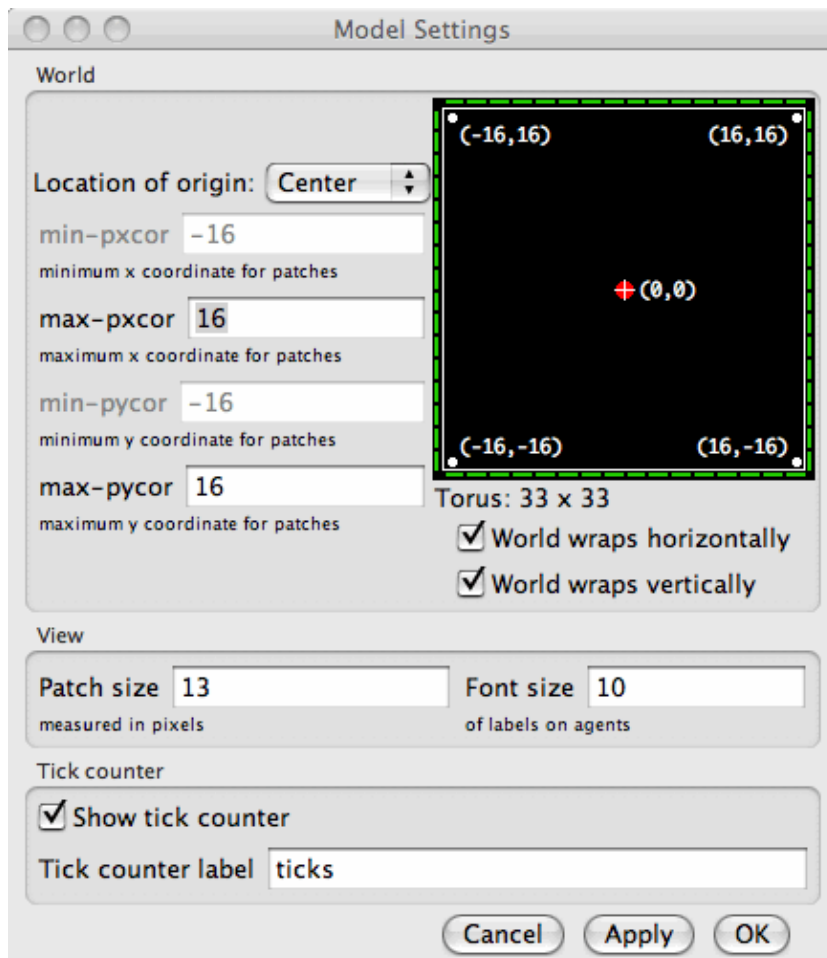 Model Settings
World
(-16,16) (16,16)
Location of origin: Center
min-pxcor -16
minimum x coordinate for patches
(0,0)
max-pxcor 16
maximum x coordinate for patches
min-pycor -16
minimum y coordinate for patches
(-16,-16) (16,-16)
max-pycor 16
Torus: 33 x 33
maximum y coordinate for patches
World wraps horizontally
World wraps vertically
View
Patch size 13 Font size 10
measured in pixels of labels on agents
Tick counter
Show tick counter
Tick counter label ticks
Cancel Apply OK